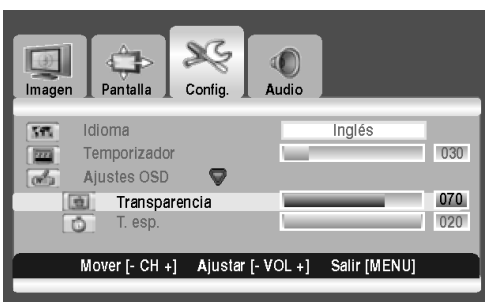 Imagen Pantalla Config. Audio
Idioma Inglés
Temporizador 030
Ajustes OSD
Transparencia 070
T. esp. 020
Mover [- CH +] Ajustar [- VOL +] Salir [MENU]